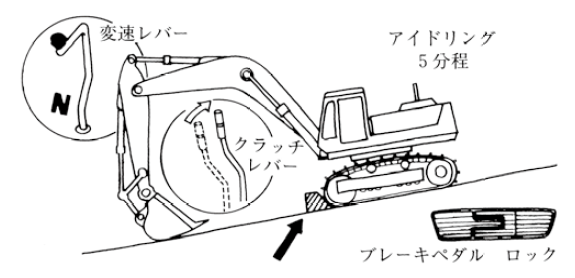 変速レバー
N
アイドリング
5分程
クラッチ
レバー
ブレーキペダル ロック